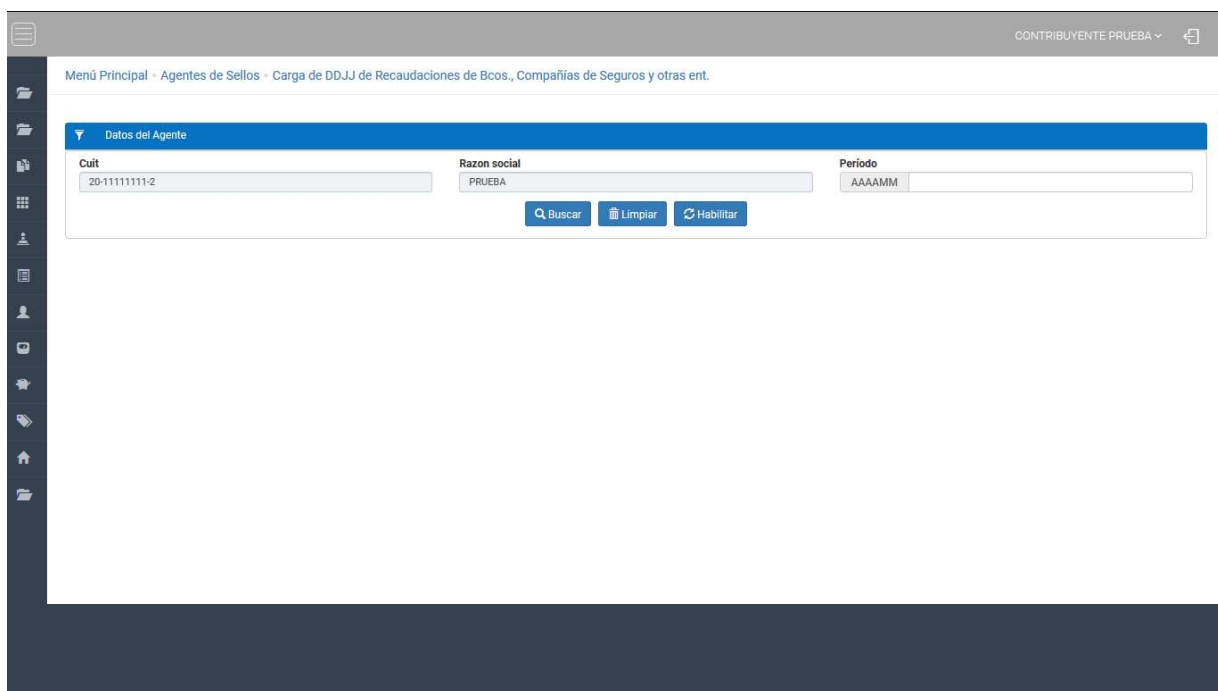 CONTRIBUYENTE PRUEBA
Menú Principal • Agentes de Sellos • Carga de DDJJ de Recaudaciones de Bcos., Compañías de Seguros y otras ent.
Datos del Agente
Cuit Razon social Período
20-11111111-2 PRUEBA AAAAMM
Buscar Limpiar Habilitar